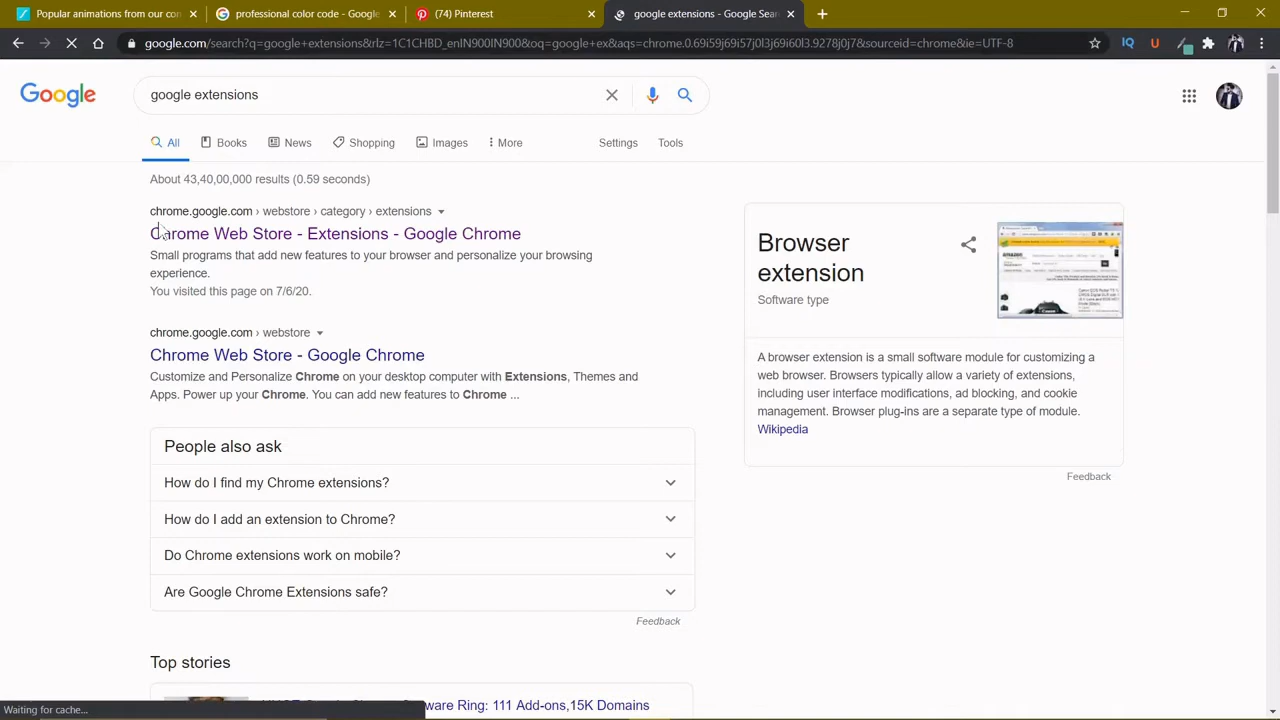 Popular animations from our con
professional color code - Google
(74) Pinterest
google extensions - Google Sear
google.com/search?q=google+extensions&rlz=1C1CHBD_enIN900IN900&oq=google+ex&aqs=chrome.0.69i59j69i57j0l3j69i60l3.9278j0j7&sourceid=chrome&ie=UTF-8
IQ
U
Google
google extensions
All
Books
News
Shopping
Images
More
Settings
Tools
About 43,40,00,000 results (0.59 seconds)
chrome.google.com › webstore › category › extensions
Chrome Web Store - Extensions - Google Chrome
Small programs that add new features to your browser and personalize your browsing
experience.
You visited this page on 7/6/20.
chrome.google.com › webstore
Chrome Web Store - Google Chrome
Customize and Personalize Chrome on your desktop computer with Extensions, Themes and
Apps. Power up your Chrome. You can add new features to Chrome ...
People also ask
How do I find my Chrome extension?
How do I add an extension to Chrome?
Do Chrome extensions work on mobile?
Are Google Chrome Extensions safe?
Feedback
Top stories
Ring: 111 Add-ons,15K Domains
Browser
extension
Software type
A browser extension is a small software module for customizing a
web browser. Browsers typically allow a variety of extensions,
including user interface modifications, ad blocking, and cookie
management. Browser plug-ins are a separate type of module.
Wikipedia
Feedback
Waiting for cache...